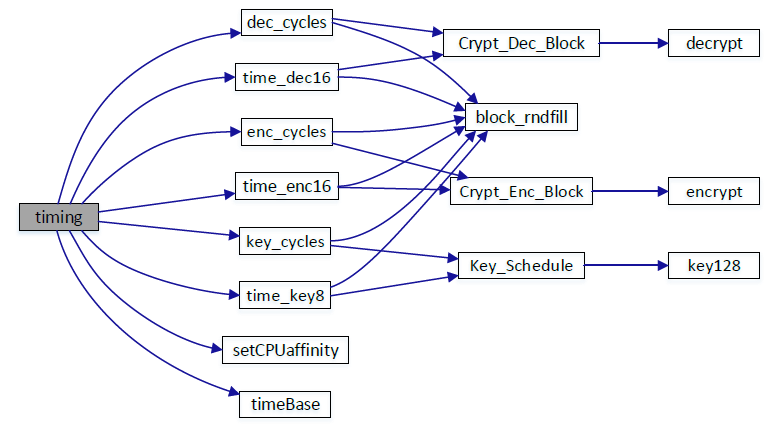 timing
dec_cycles
time_dec16
enc_cycles
time_enc16
key_cycles
time_key8
setCPUaffinity
timeBase
Crypt_Dec_Block
block_rndfill
Crypt_Enc_Block
Key_Schedule
decrypt
encrypt
key128